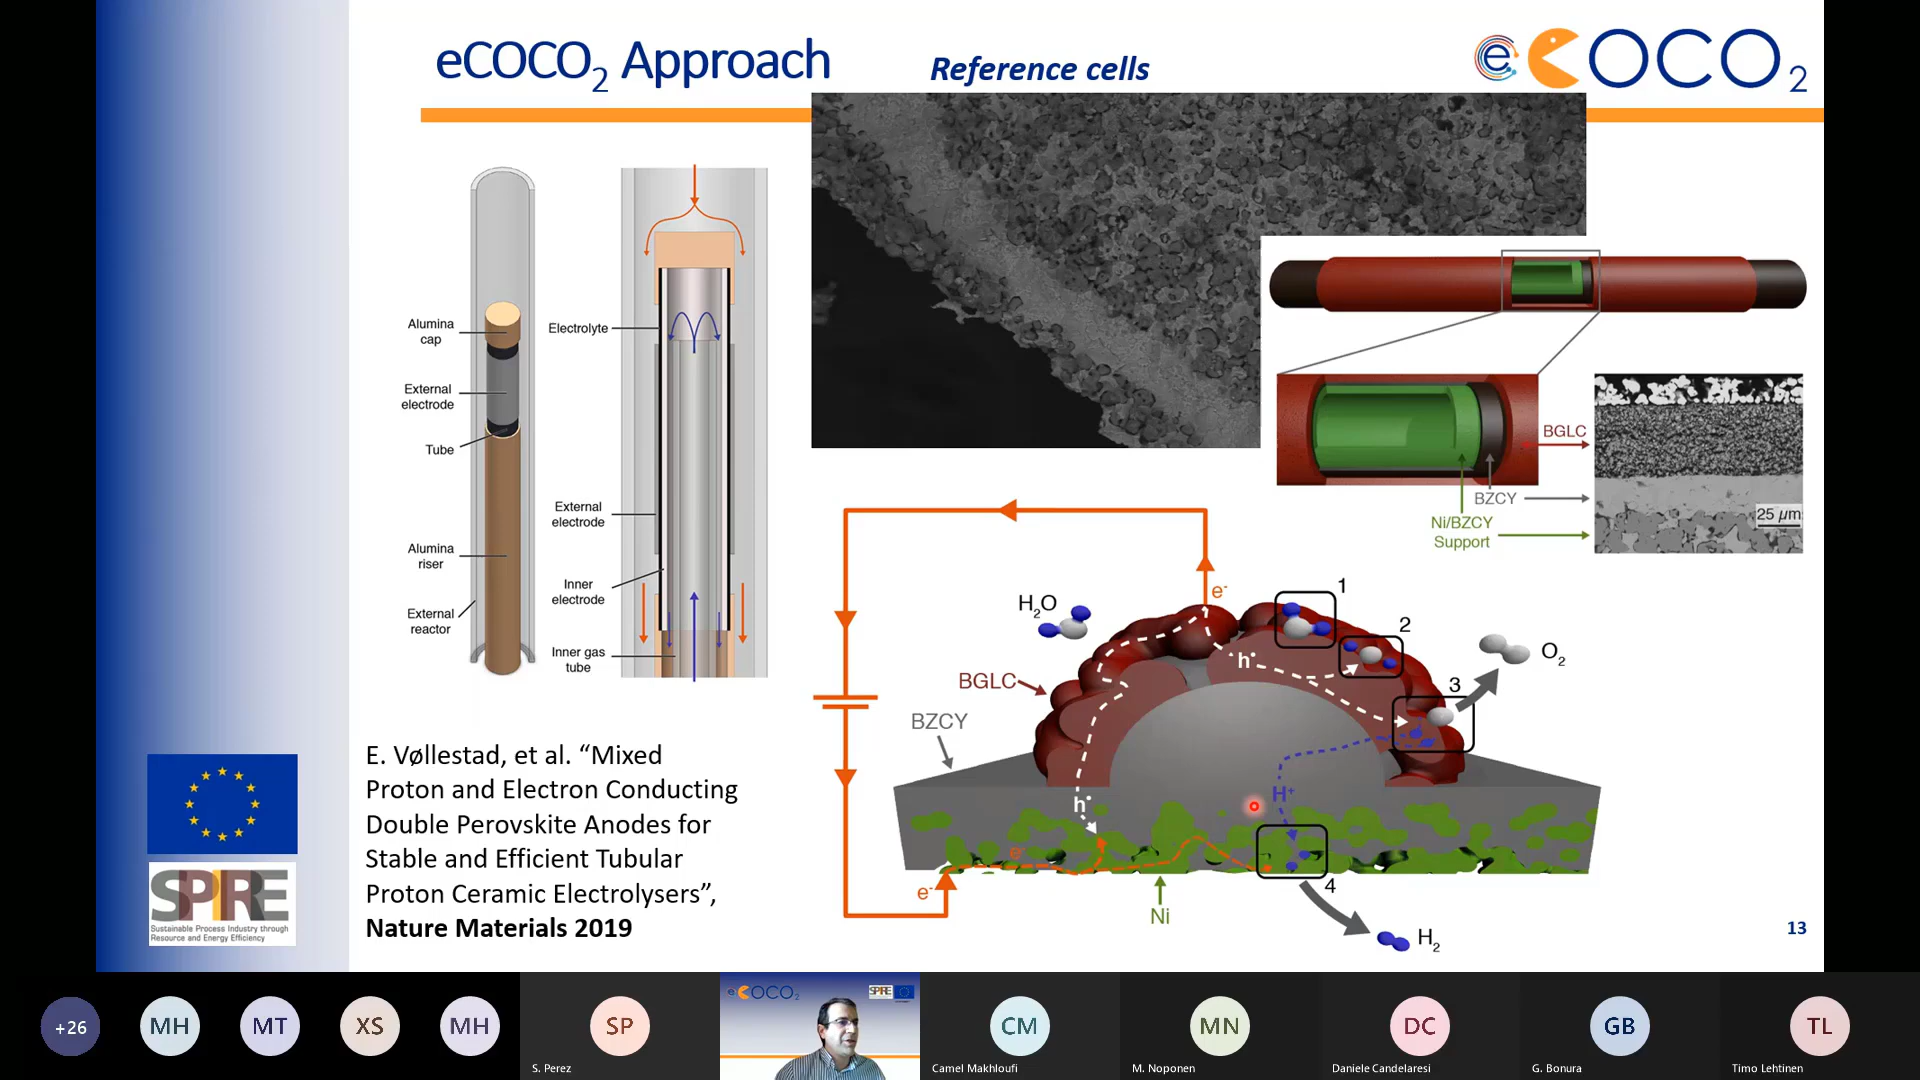 eCOCO₂ Approach
Reference cells
eCOCO₂
Alumina
cap
External
electrode
Tube
Alumina
riser
External
reactor
Electrolyte
External
electrode
Inner
electrode
Inner gas
tube
BGLC
BZCY
Ni/BZCY
Support
25 µm
H₂O
e⁻
1
2
3
O₂
h•
BGLC
BZCY
h•
H⁺
e⁻
e⁻
4
Ni
H₂
E. Vøllestad, et al. “Mixed
Proton and Electron Conducting
Double Perovskite Anodes for
Stable and Efficient Tubular
Proton Ceramic Electrolysers”,
Nature Materials 2019
SPIRE
Sustainable Process Industry through
Resource and Energy Efficiency
13
+26
MH
MT
XS
MH
SP
S. Perez
eCOCO₂
SPIRE
CM
Camel Makhloufi
MN
M. Noponen
DC
Daniele Candelaresi
GB
G. Bonura
TL
Timo Lehtinen